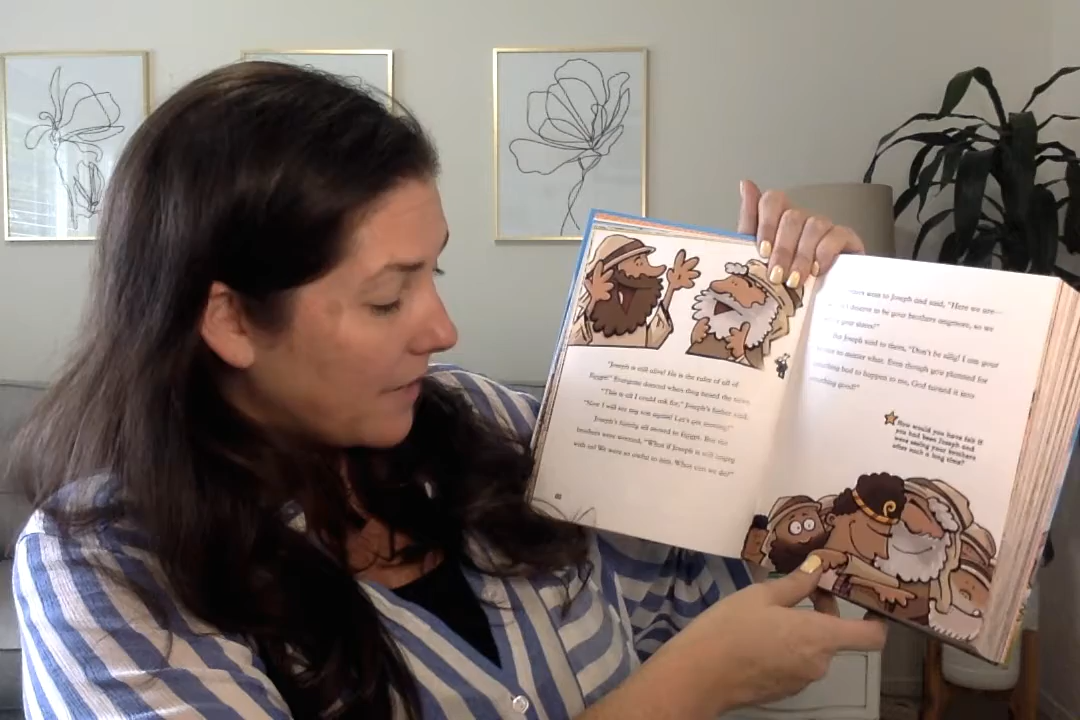 "Joseph is still alive! He is the ruler of all of
Egypt!" Everyone danced when they heard the news.
"This is all I could ask for," Joseph's father said.
"Now I will see my son again! Let's get moving!"
Joseph's family all moved to Egypt. But the
brothers were worried, "What if Joseph is still angry
with us? We were so awful to him. What can we do?"
went to Joseph and said, "Here we are—
deserve to be your brothers anymore, so we
your slaves!"
But Joseph said to them, "Don't be silly! I am your
no matter what. Even though you planned for
something bad to happen to me, God turned it into
something good!"
How would you have felt if
you had been Joseph and
were seeing your brothers
after such a long time?